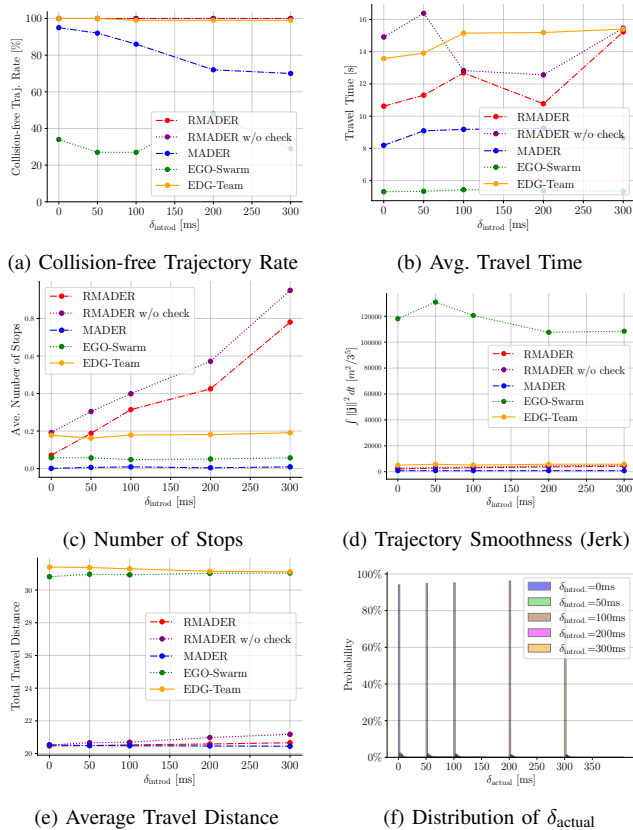 100
80
60
40
20
0
Collision-free Traj. Rate [%]
RMADER
RMADER w/o check
MADER
EGO-Swarm
EDG-Team
0 50 100 150 200 250 300
δintrod [ms]
(a) Collision-free Trajectory Rate
16
14
12
10
8
6
Travel Time [s]
RMADER
RMADER w/o check
MADER
EGO-Swarm
EDG-Team
0 50 100 150 200 250 300
δintrod [ms]
(b) Avg. Travel Time
0.8
0.6
0.4
0.2
0.0
Ave. Number of Stops
RMADER
RMADER w/o check
MADER
EGO-Swarm
EDG-Team
0 50 100 150 200 250 300
δintrod [ms]
(c) Number of Stops
120000
100000
80000
60000
40000
20000
0
∫ ||j||² dt [m²/3⁵]
RMADER
RMADER w/o check
MADER
EGO-Swarm
EDG-Team
0 50 100 150 200 250 300
δintrod [ms]
(d) Trajectory Smoothness (Jerk)
30
28
26
24
22
20
Total Travel Distance
RMADER
RMADER w/o check
MADER
EGO-Swarm
EDG-Team
0 50 100 150 200 250 300
δintrod [ms]
(e) Average Travel Distance
100%
80%
60%
40%
20%
0%
Probability
δintrod.=0ms
δintrod.=50ms
δintrod.=100ms
δintrod.=200ms
δintrod.=300ms
0 50 100 150 200 250 300 350
δactual [ms]
(f) Distribution of δactual